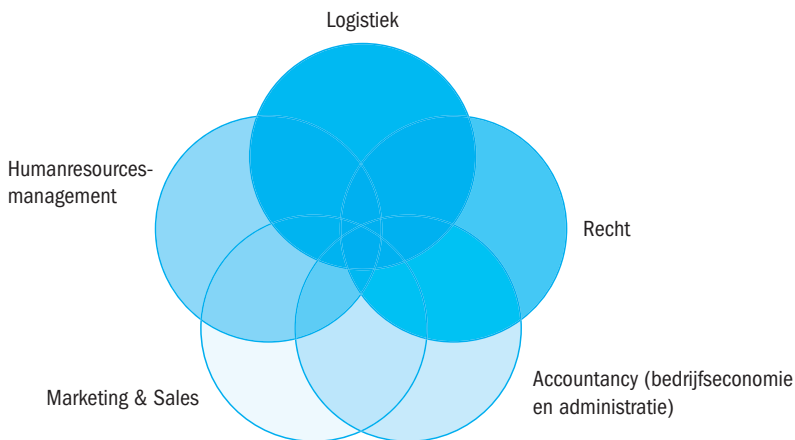 Logistiek
Humanresources-
management
Recht
Marketing & Sales
Accountancy (bedrijfseconomie
en administratie)